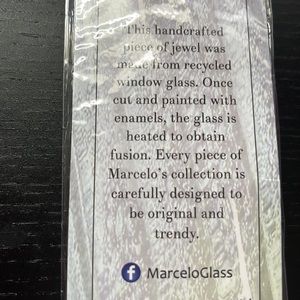 This handcrafted
piece of jewel was
made from recycled
window glass. Once
cut and painted with
enamels, the glass is
heated to obtain
fusion. Every piece of
Marcelo's collection is
carefully designed to
be original and
trendy.
MarceloGlass